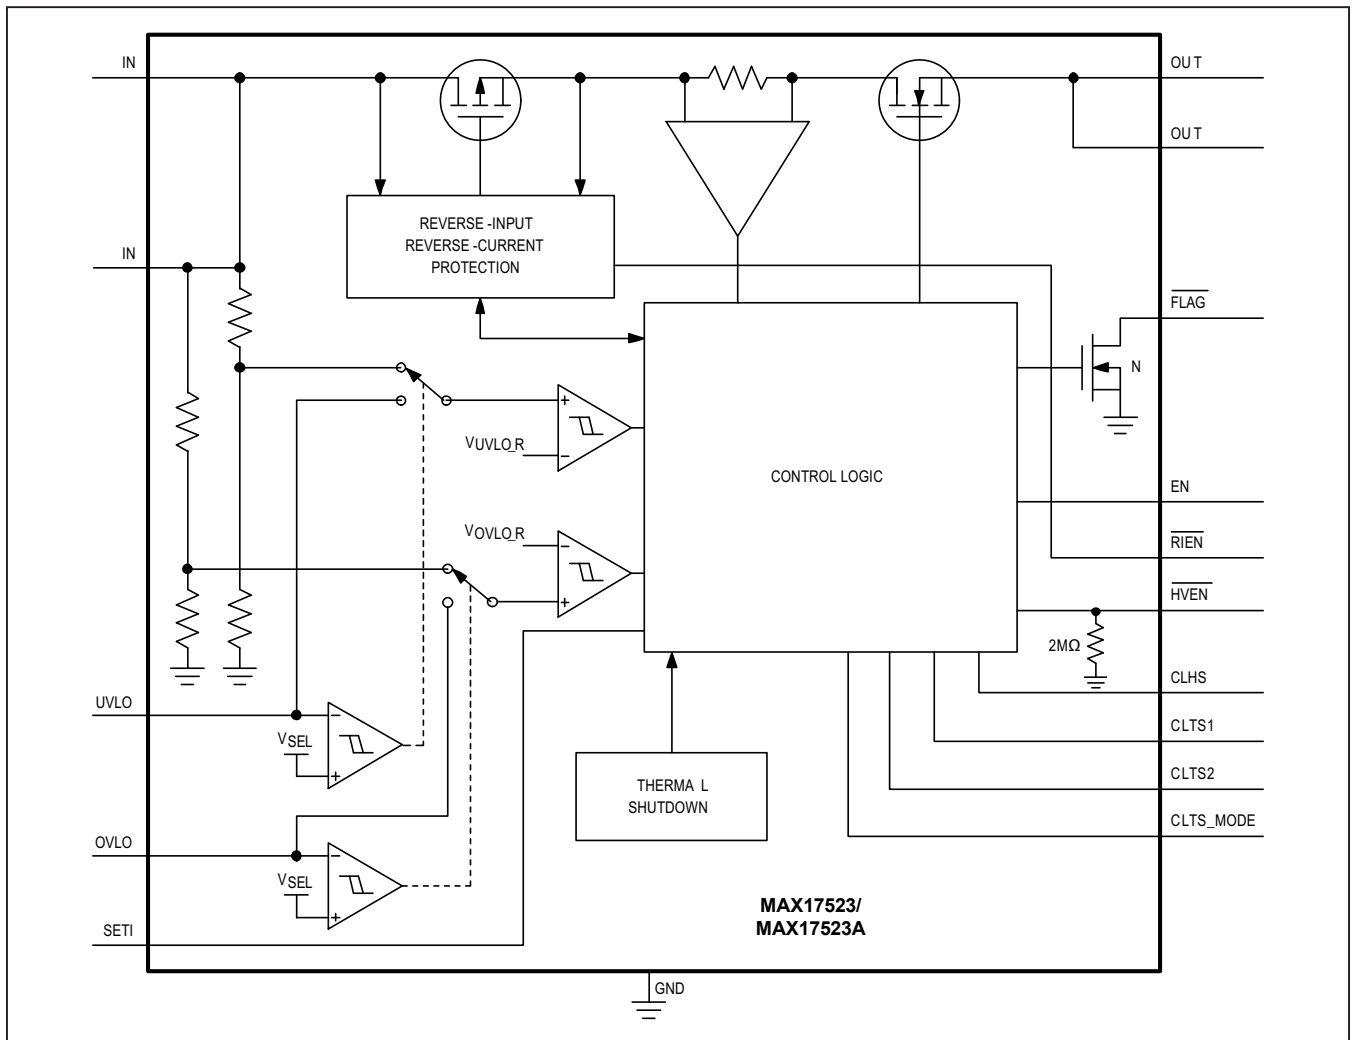 IN
OUT
OUT
REVERSE -INPUT
REVERSE -CURRENT
PROTECTION
IN
FLAG
N
+
VUVLO_R
−
CONTROL LOGIC
EN
VOVLO_R
−
RIEN
+
HVEN
2MΩ
CLHS
UVLO
−
VSEL
+
CLTS1
THERMA L
SHUTDOWN
CLTS2
CLTS_MODE
OVLO
−
VSEL
+
MAX17523/
MAX17523A
SETI
GND